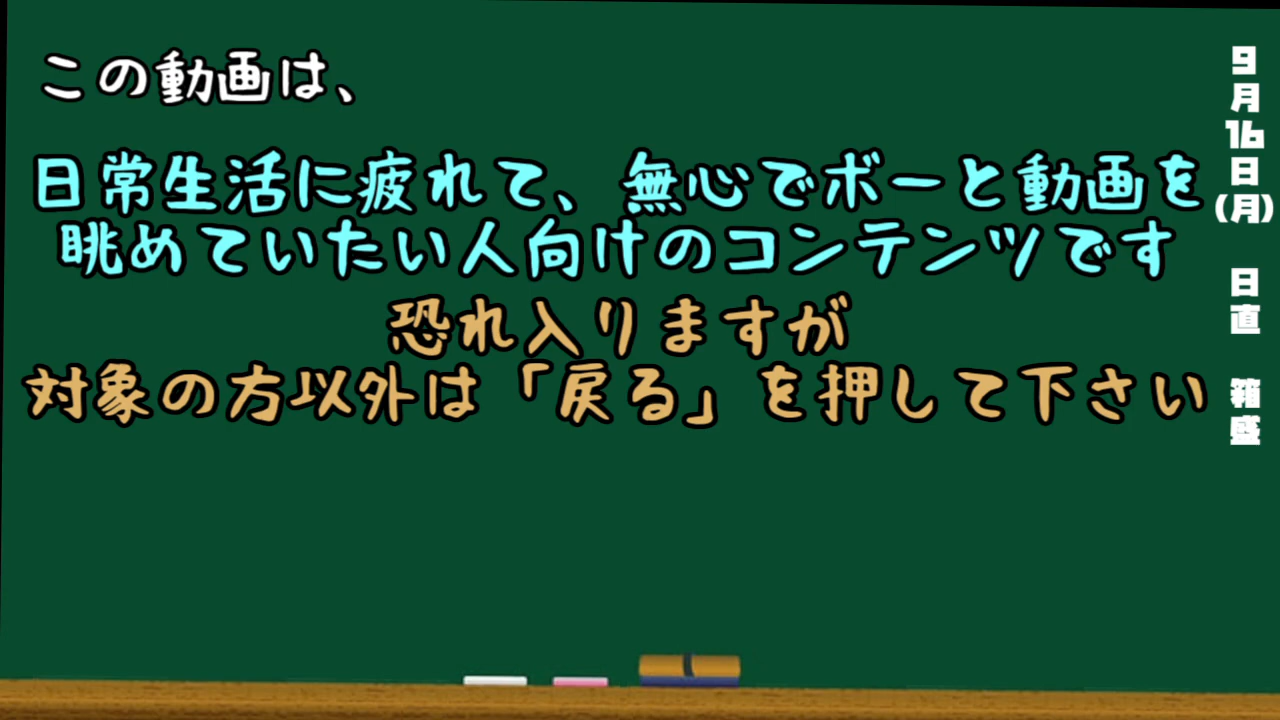 この動画は、
日常生活に疲れて、無心でボーと動画を
眺めていたい人向けのコンテンツです
恐れ入りますが
対象の方以外は「戻る」を押して下さい
9月16日(月) 日直 箱盛